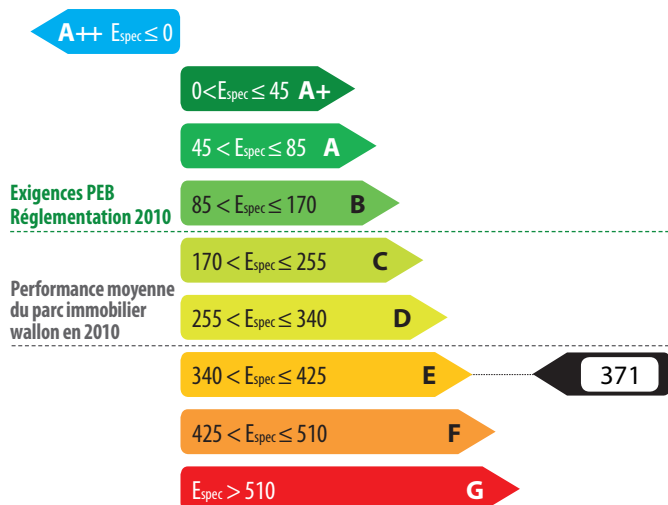 A++ Espec ≤ 0
0<Espec ≤ 45 A+
45 < Espec ≤ 85 A
Exigences PEB
Réglementation 2010
85 < Espec ≤ 170 B
170 < Espec ≤ 255 C
Performance moyenne
du parc immobilier
wallon en 2010
255 < Espec ≤ 340 D
340 < Espec ≤ 425 E
371
425 < Espec ≤ 510 F
Espec > 510 G